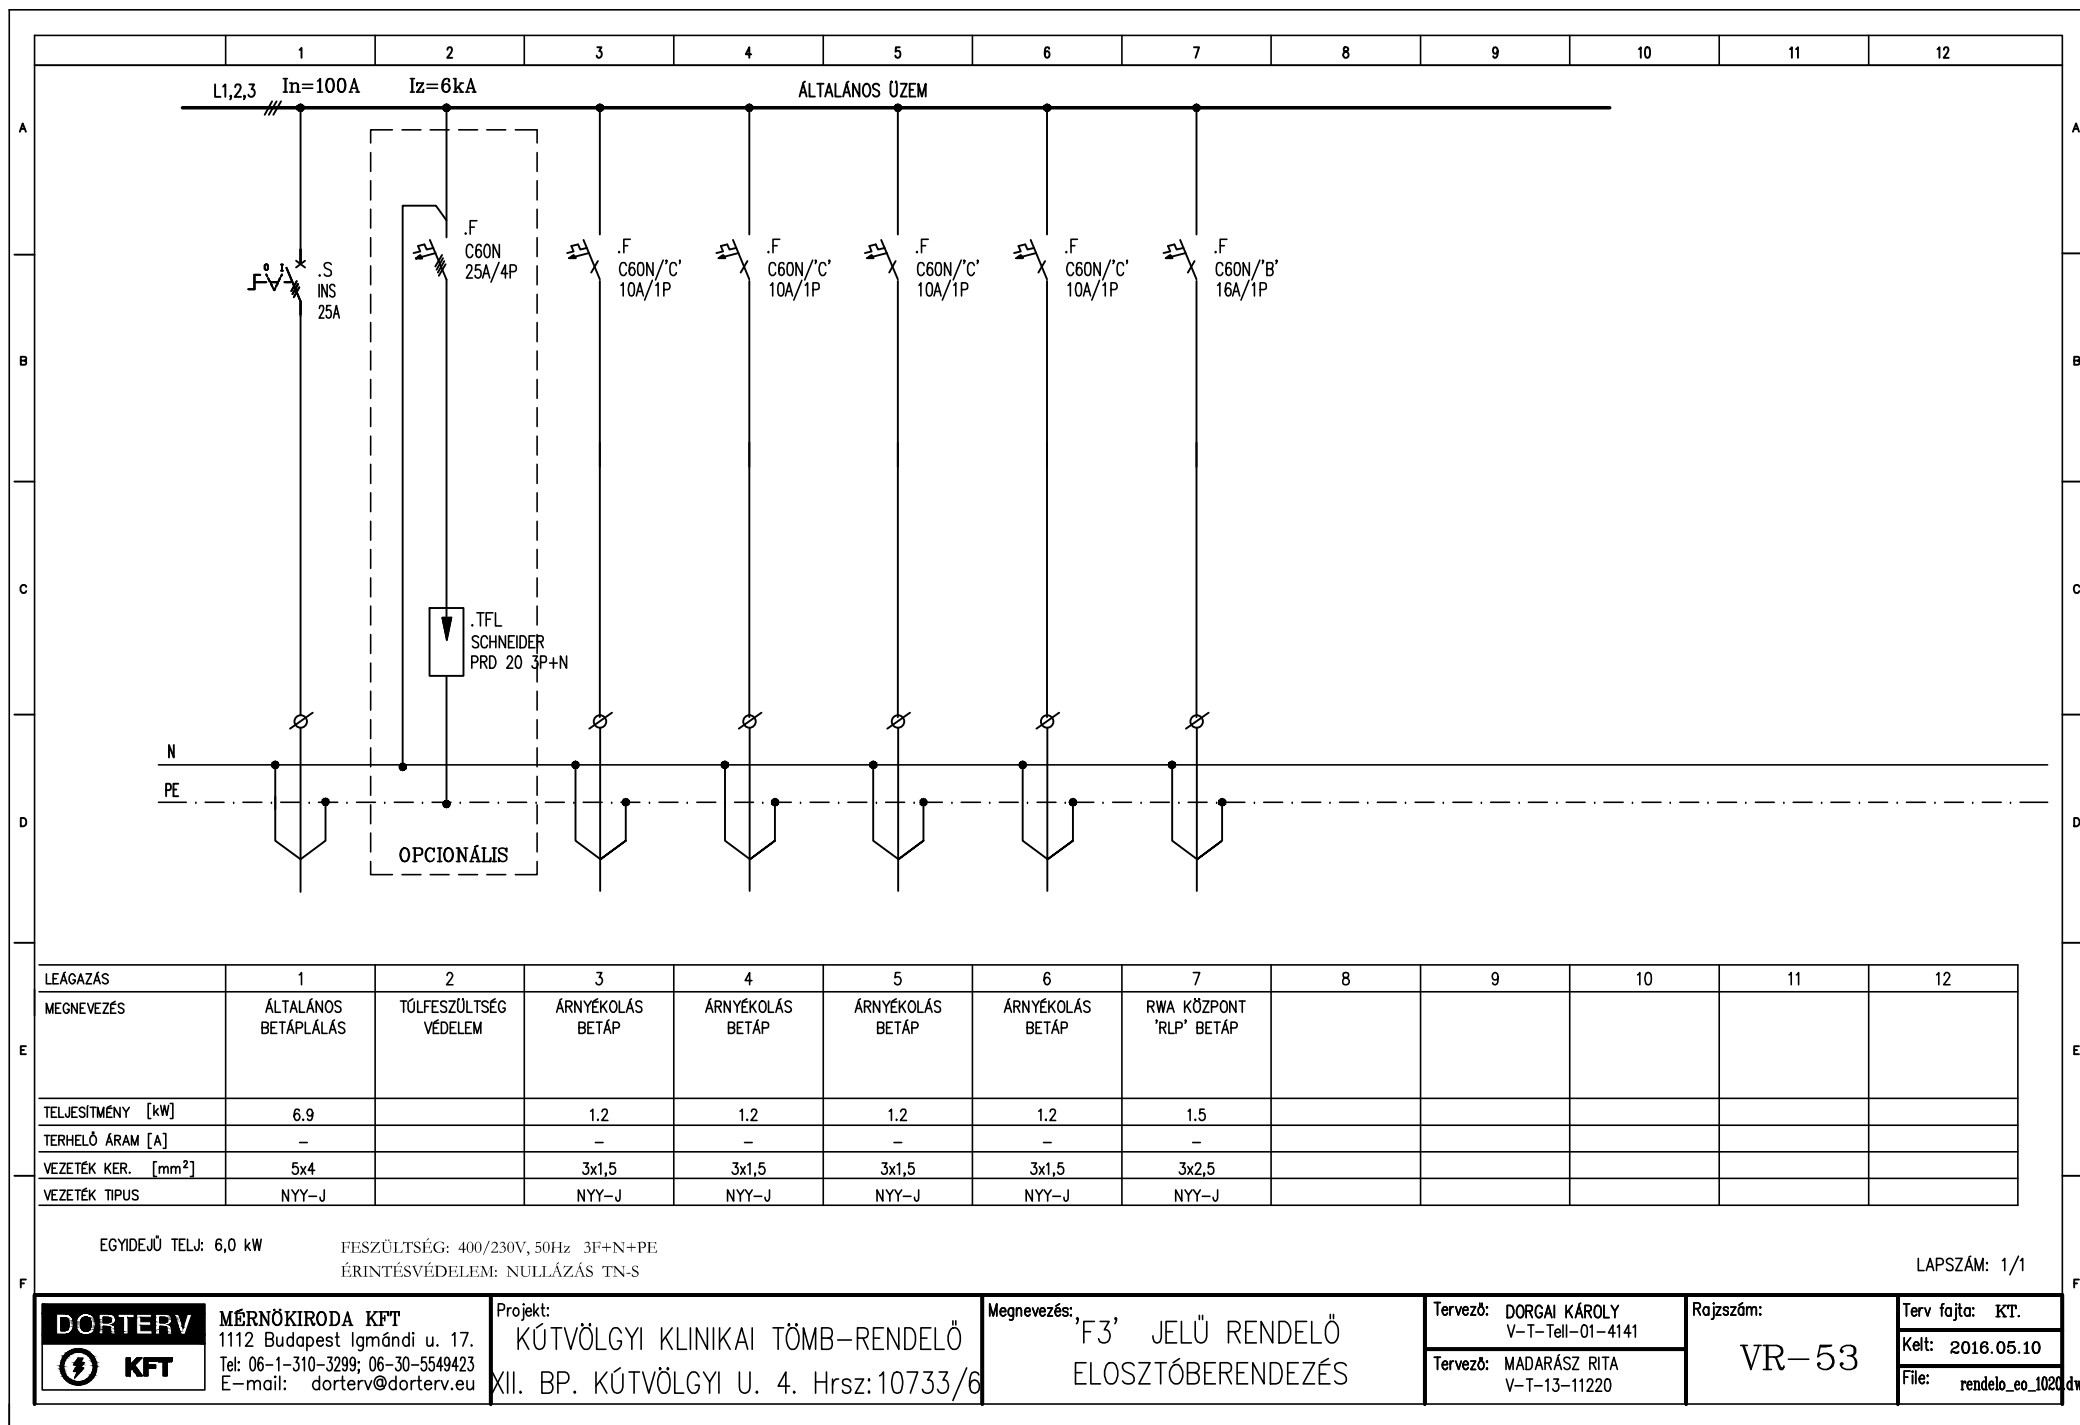 1 2 3 4 5 6 7 8 9 10 11 12
L1,2,3 In=100A Iz=6kA ÁLTALÁNOS ÜZEM
A A
.F
C60N
25A/4P
0 1
.S
INS
25A
.F
C60N/'C'
10A/1P
.F
C60N/'C'
10A/1P
.F
C60N/'C'
10A/1P
.F
C60N/'C'
10A/1P
.F
C60N/'B'
16A/1P
B B
C C
.TFL
SCHNEIDER
PRD 20 3P+N
N
PE
D D
OPCIONÁLIS
LEÁGAZÁS 1 2 3 4 5 6 7 8 9 10 11 12
MEGNEVEZÉS ÁLTALÁNOS TÚLFESZÜLTSÉG ÁRNYÉKOLÁS ÁRNYÉKOLÁS ÁRNYÉKOLÁS ÁRNYÉKOLÁS RWA KÖZPONT
BETÁPLÁLÁS VÉDELEM BETÁP BETÁP BETÁP BETÁP 'RLP' BETÁP
E E
TELJESÍTMÉNY [kW] 6.9 1.2 1.2 1.2 1.2 1.5
TERHELŐ ÁRAM [A] – – – – – –
VEZETÉK KER. [mm²] 5x4 3x1,5 3x1,5 3x1,5 3x1,5 3x2,5
VEZETÉK TIPUS NYY–J NYY–J NYY–J NYY–J NYY–J NYY–J
EGYIDEJŰ TELJ: 6,0 kW
FESZÜLTSÉG: 400/230V, 50Hz 3F+N+PE
ÉRINTÉSVÉDELEM: NULLÁZÁS TN-S
LAPSZÁM: 1/1
F F
DORTERV
KFT
MÉRNÖKIRODA KFT
1112 Budapest Igmándi u. 17.
Tel: 06-1-310-3299; 06-30-5549423
E-mail: dorterv@dorterv.eu
Projekt:
KÚTVÖLGYI KLINIKAI TÖMB–RENDELŐ
XII. BP. KÚTVÖLGYI U. 4. Hrsz:10733/6
Megnevezés:
'F3' JELŰ RENDELŐ
ELOSZTÓBERENDEZÉS
Tervező: DORGAI KÁROLY
V-T-Tell-01-4141
Tervező: MADARÁSZ RITA
V-T-13-11220
Rajzszám:
VR–53
Terv fajta: KT.
Kelt: 2016.05.10
File: rendelo_eo_1020.dw